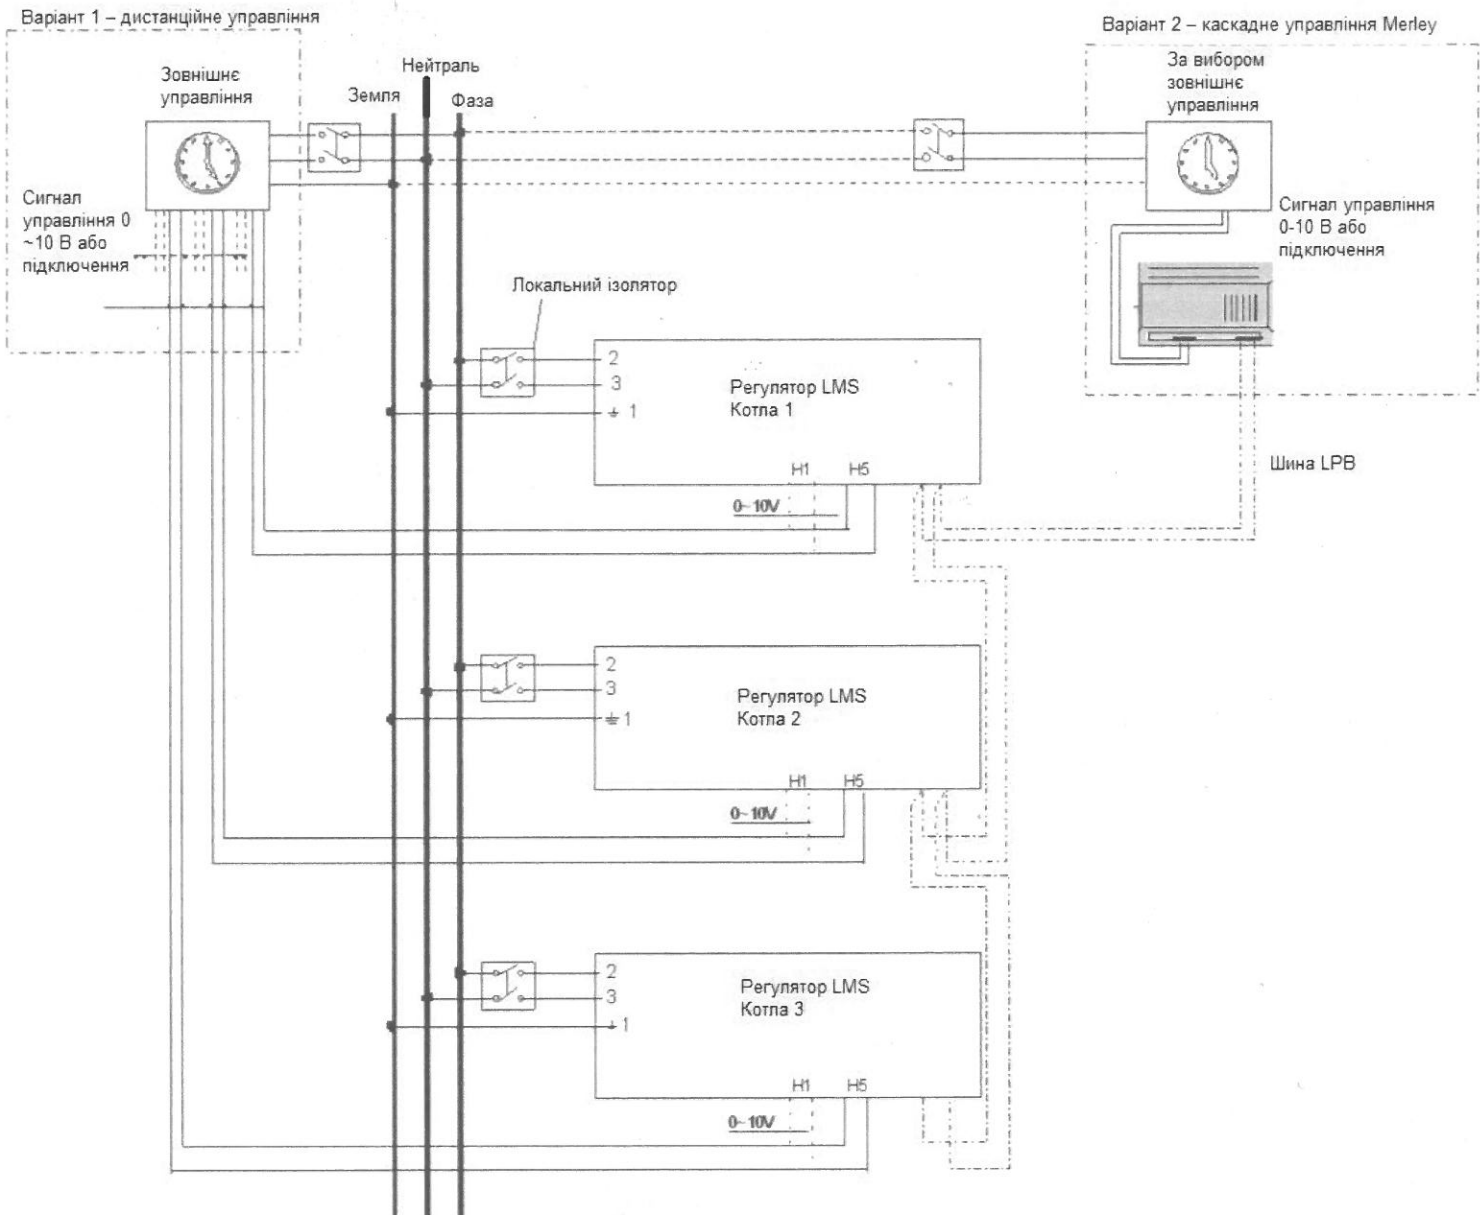 Варіант 1 – дистанційне управління
Варіант 2 – каскадне управління Merley
Зовнішнє
управління
Земля
Нейтраль
Фаза
За вибором
зовнішнє
управління
Сигнал
управління 0
~10 В або
підключення
Сигнал управління
0-10 В або
підключення
Локальний ізолятор
2
3
1
Регулятор LMS
Котла 1
H1
H5
0~10V
Шина LPB
2
3
1
Регулятор LMS
Котла 2
H1
H5
0~10V
2
3
1
Регулятор LMS
Котла 3
H1
H5
0~10V